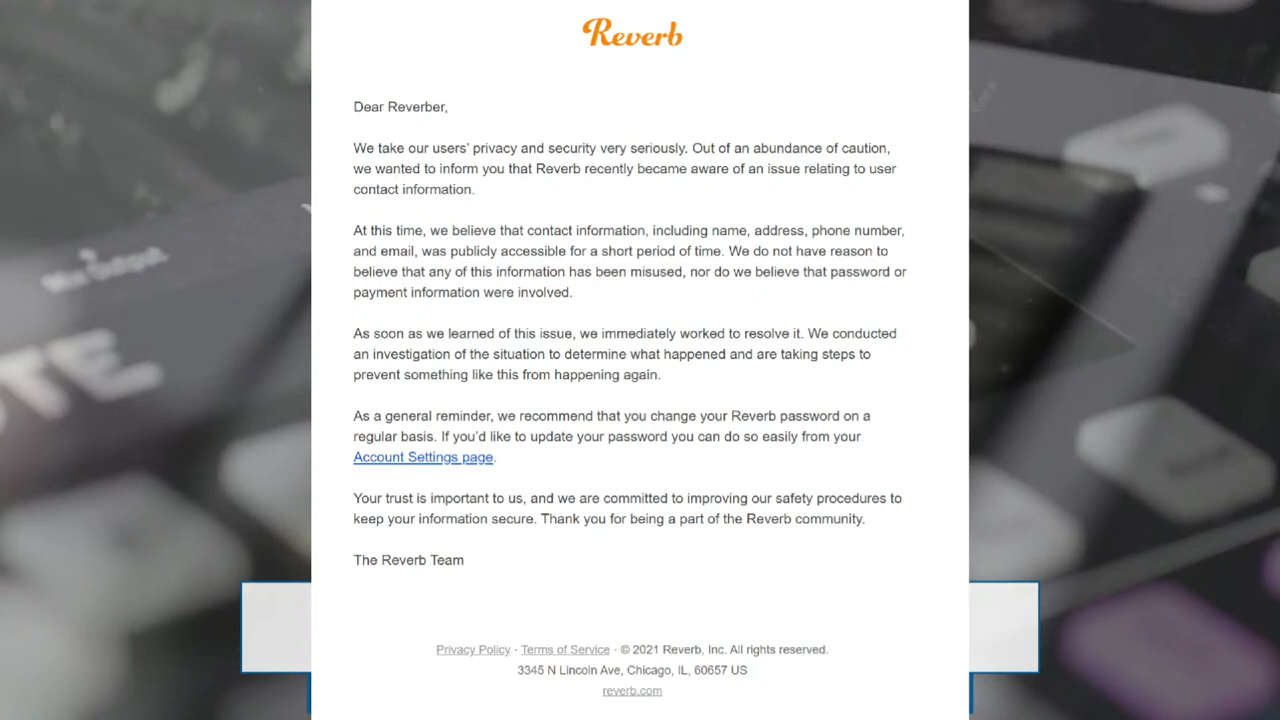 Reverb
Dear Reverber,
We take our users’ privacy and security very seriously. Out of an abundance of caution,
we wanted to inform you that Reverb recently became aware of an issue relating to user
contact information.
At this time, we believe that contact information, including name, address, phone number,
and email, was publicly accessible for a short period of time. We do not have reason to
believe that any of this information has been misused, nor do we believe that password or
payment information were involved.
As soon as we learned of this issue, we immediately worked to resolve it. We conducted
an investigation of the situation to determine what happened and are taking steps to
prevent something like this from happening again.
As a general reminder, we recommend that you change your Reverb password on a
regular basis. If you’d like to update your password you can do so easily from your
Account Settings page.
Your trust is important to us, and we are committed to improving our safety procedures to
keep your information secure. Thank you for being a part of the Reverb community.
The Reverb Team
Privacy Policy · Terms of Service · © 2021 Reverb, Inc. All rights reserved.
3345 N Lincoln Ave, Chicago, IL, 60657 US
reverb.com